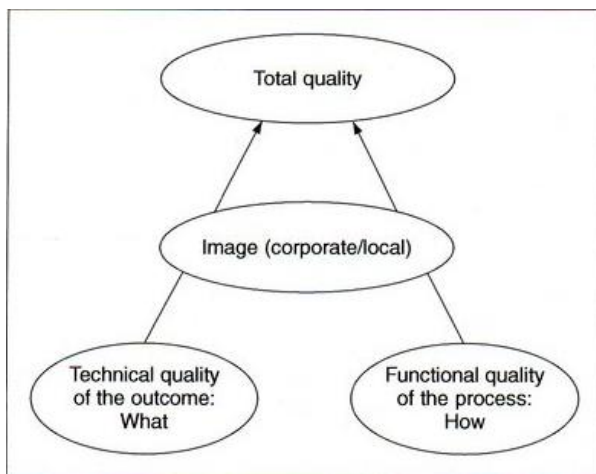 Total quality
Image (corporate/local)
Technical quality
of the outcome:
What
Functional quality
of the process:
How